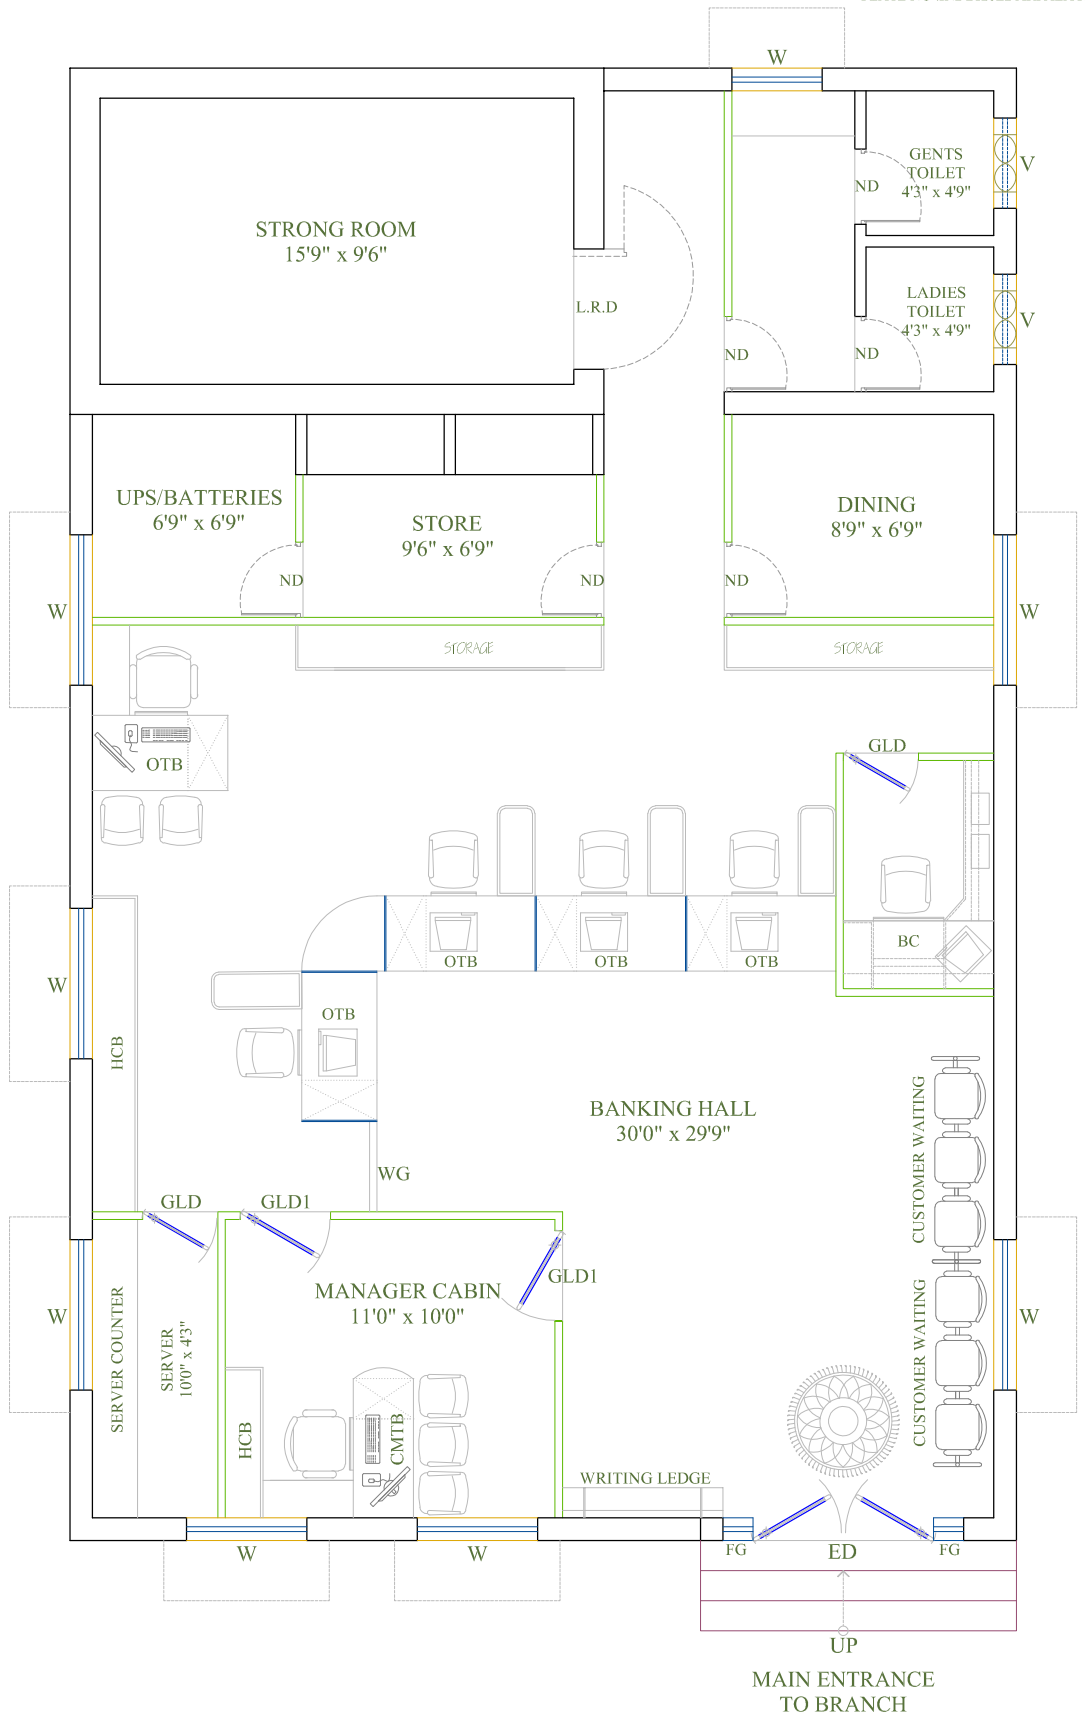 W
GENTS
TOILET
4'3" x 4'9"
V
ND
STRONG ROOM
15'9" x 9'6"
LADIES
TOILET
4'3" x 4'9"
V
L.R.D
ND
ND
UPS/BATTERIES
6'9" x 6'9"
STORE
9'6" x 6'9"
DINING
8'9" x 6'9"
ND
ND
ND
W
W
STORAGE
STORAGE
GLD
OTB
BC
OTB
OTB
OTB
W
OTB
HCB
BANKING HALL
30'0" x 29'9"
CUSTOMER WAITING
WG
GLD
GLD1
GLD1
MANAGER CABIN
11'0" x 10'0"
W
W
SERVER COUNTER
SERVER
10'0" x 4'3"
CUSTOMER WAITING
HCB
CMTB
WRITING LEDGE
W
W
FG
ED
FG
UP
MAIN ENTRANCE
TO BRANCH